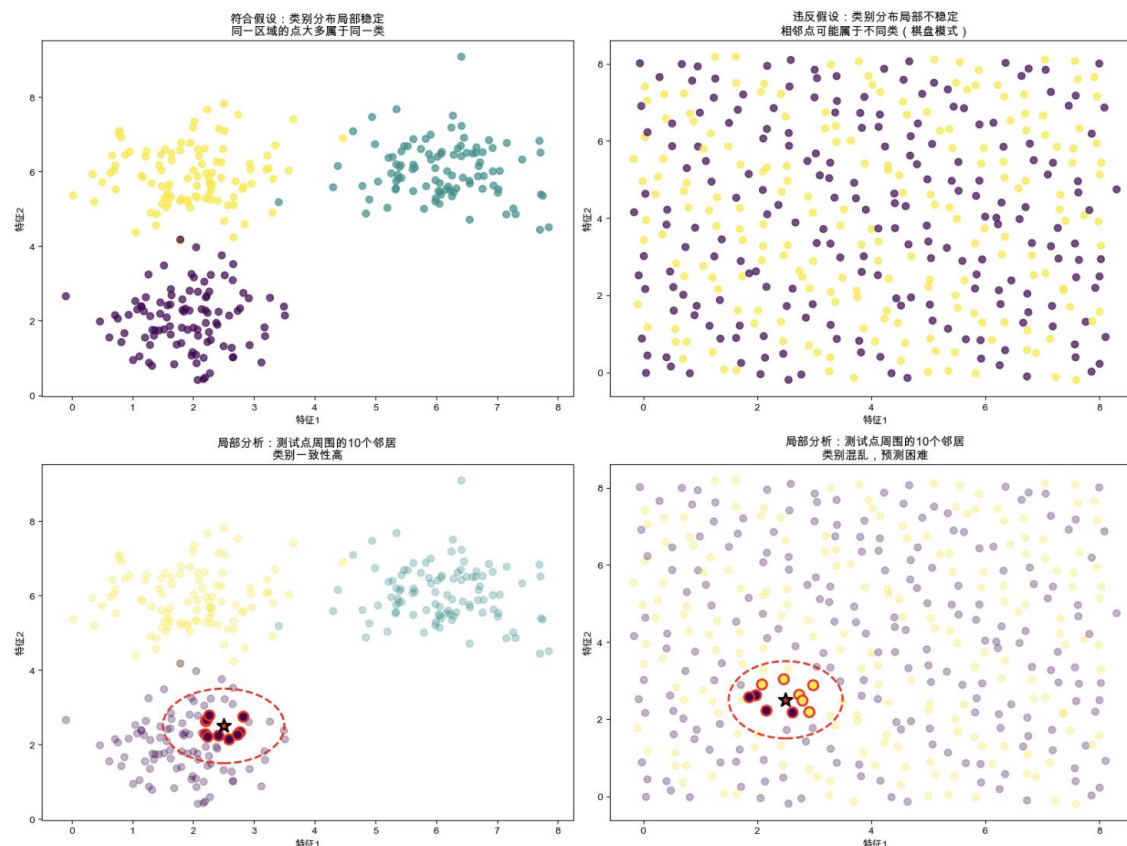 符合假设：类别分布局部稳定
同一区域的点大多属于同一类
特征2
8
6
4
2
0
0 1 2 3 4 5 6 7 8
特征1
违反假设：类别分布局部不稳定
相邻点可能属于不同类（棋盘模式）
特征2
8
6
4
2
0
0 2 4 6 8
特征1
局部分析：测试点周围的10个邻居
类别一致性高
特征2
8
6
4
2
0
0 1 2 3 4 5 6 7 8
特征1
局部分析：测试点周围的10个邻居
类别混乱，预测困难
特征2
8
6
4
2
0
0 2 4 6 8
特征1